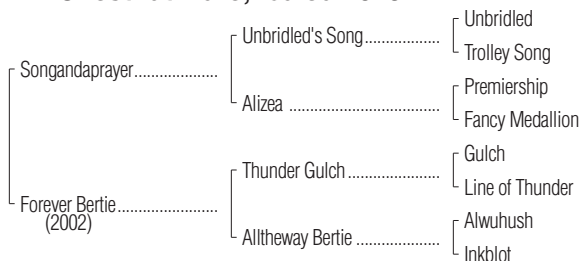 Unbridled
Unbridled's Song....................
Trolley Song
Songandaprayer.....................
Premiership
Alizea ........................................
Fancy Medallion
Gulch
Thunder Gulch ........................
Line of Thunder
Forever Bertie.........................
(2002)
Alwuhush
Alltheway Bertie ......................
Inkblot